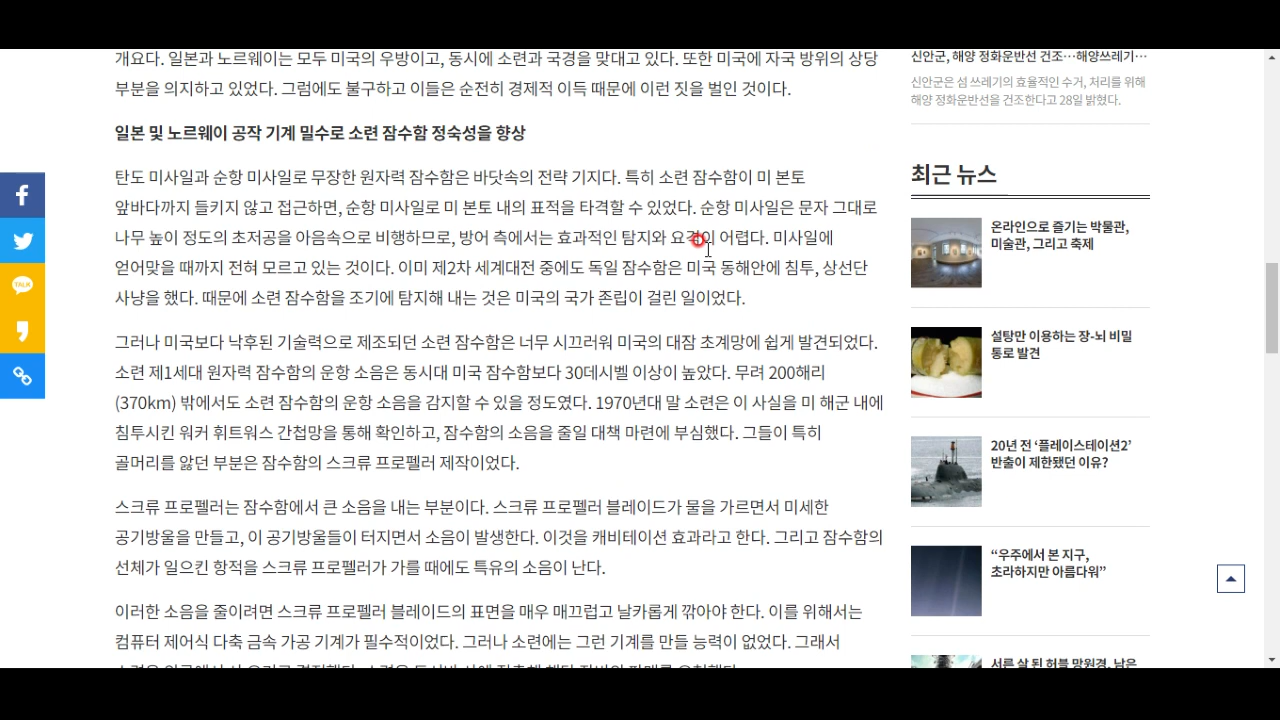 개요다. 일본과 노르웨이는 모두 미국의 우방이고, 동시에 소련과 국경을 맞대고 있다. 또한 미국에 자국 방위의 상당
부분을 의지하고 있었다. 그럼에도 불구하고 이들은 순전히 경제적 이득 때문에 이런 짓을 벌인 것이다.
일본 및 노르웨이 공작 기계 밀수로 소련 잠수함 정숙성을 향상
탄도 미사일과 순항 미사일로 무장한 원자력 잠수함은 바닷속의 전략 기지다. 특히 소련 잠수함이 미 본토
앞바다까지 들키지 않고 접근하면, 순항 미사일로 미 본토 내의 표적을 타격할 수 있었다. 순항 미사일은 문자 그대로
나무 높이 정도의 초저공을 아음속으로 비행하므로, 방어 측에서는 효과적인 탐지와 요격이 어렵다. 미사일에
얻어맞을 때까지 전혀 모르고 있는 것이다. 이미 제2차 세계대전 중에도 독일 잠수함은 미국 동해안에 침투, 상선단
사냥을 했다. 때문에 소련 잠수함을 조기에 탐지해 내는 것은 미국의 국가 존립이 걸린 일이었다.
그러나 미국보다 낙후된 기술력으로 제조되던 소련 잠수함은 너무 시끄러워 미국의 대잠 초계망에 쉽게 발견되었다.
소련 제1세대 원자력 잠수함의 운항 소음은 동시대 미국 잠수함보다 30데시벨 이상이 높았다. 무려 200해리
(370km) 밖에서도 소련 잠수함의 운항 소음을 감지할 수 있을 정도였다. 1970년대 말 소련은 이 사실을 미 해군 내에
침투시킨 워커 휘트워스 간첩망을 통해 확인하고, 잠수함의 소음을 줄일 대책 마련에 부심했다. 그들이 특히
골머리를 앓던 부분은 잠수함의 스크류 프로펠러 제작이었다.
스크류 프로펠러는 잠수함에서 큰 소음을 내는 부분이다. 스크류 프로펠러 블레이드가 물을 가르면서 미세한
공기방울을 만들고, 이 공기방울들이 터지면서 소음이 발생한다. 이것을 캐비테이션 효과라고 한다. 그리고 잠수함의
선체가 일으킨 항적을 스크류 프로펠러가 가를 때에도 특유의 소음이 난다.
이러한 소음을 줄이려면 스크류 프로펠러 블레이드의 표면을 매우 매끄럽고 날카롭게 깎아야 한다. 이를 위해서는
컴퓨터 제어식 다축 금속 가공 기계가 필수적이었다. 그러나 소련에는 그런 기계를 만들 능력이 없었다. 그래서
신안군, 해양 정화운반선 건조…해양쓰레기…
신안군은 섬 쓰레기의 효율적인 수거, 처리를 위해
해양 정화운반선을 건조한다고 28일 밝혔다.
최근 뉴스
온라인으로 즐기는 박물관,
미술관, 그리고 축제
설탕만 이용하는 장-뇌 비밀
통로 발견
20년 전 ‘플레이스테이션2’
반출이 제한됐던 이유?
“우주에서 본 지구,
초라하지만 아름다워”
서른 살 된 허블 망원경, 남은
TALK